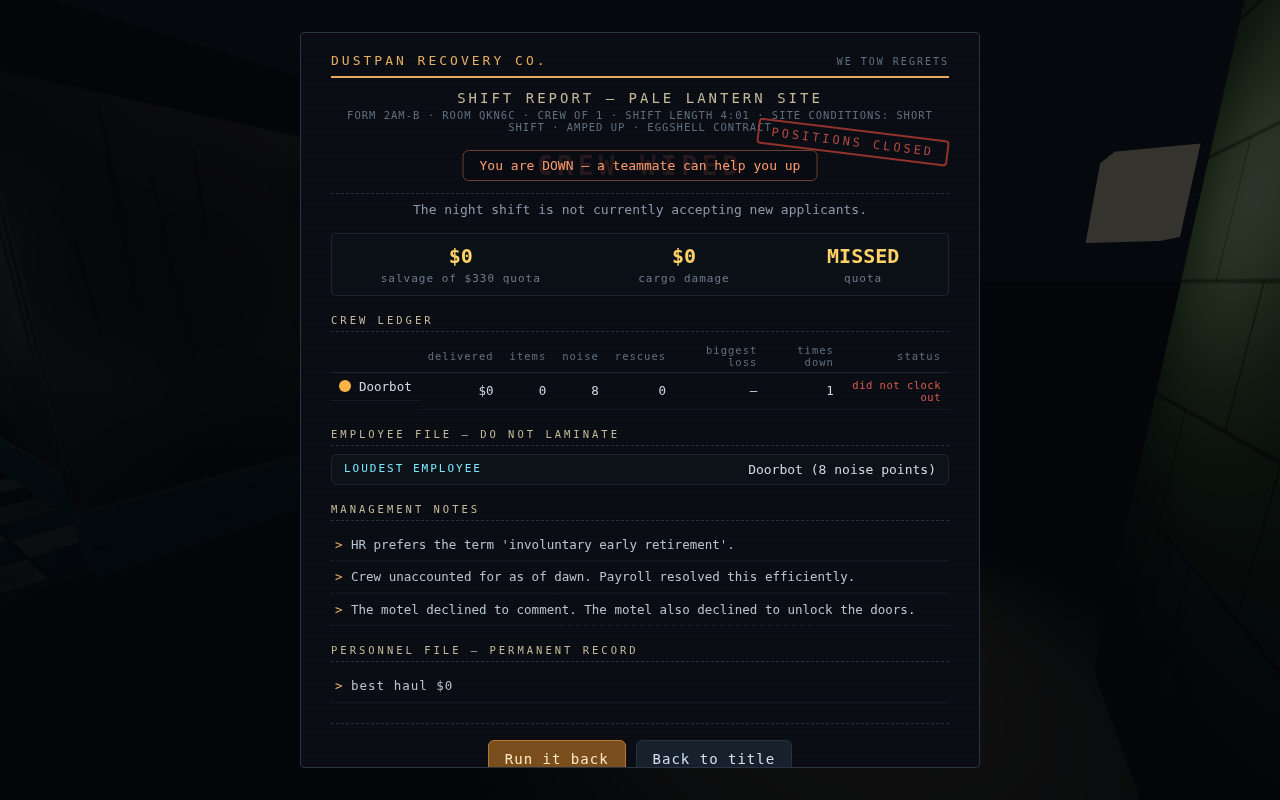 DUSTPAN RECOVERY CO.
WE TOW REGRETS
SHIFT REPORT — PALE LANTERN SITE
FORM 2AM-B · ROOM QKN6C · CREW OF 1 · SHIFT LENGTH 4:01 · SITE CONDITIONS: SHORT
SHIFT · AMPED UP · EGGSHELL CONTRACT
POSITIONS CLOSED
CREW WIPED
You are DOWN — a teammate can help you up
The night shift is not currently accepting new applicants.
$0 $0 MISSED
salvage of $330 quota cargo damage quota
CREW LEDGER
delivered items noise rescues biggest loss times down status
Doorbot $0 0 8 0 — 1 did not clock out
EMPLOYEE FILE — DO NOT LAMINATE
LOUDEST EMPLOYEE Doorbot (8 noise points)
MANAGEMENT NOTES
> HR prefers the term 'involuntary early retirement'.
> Crew unaccounted for as of dawn. Payroll resolved this efficiently.
> The motel declined to comment. The motel also declined to unlock the doors.
PERSONNEL FILE — PERMANENT RECORD
> best haul $0
Run it back Back to title